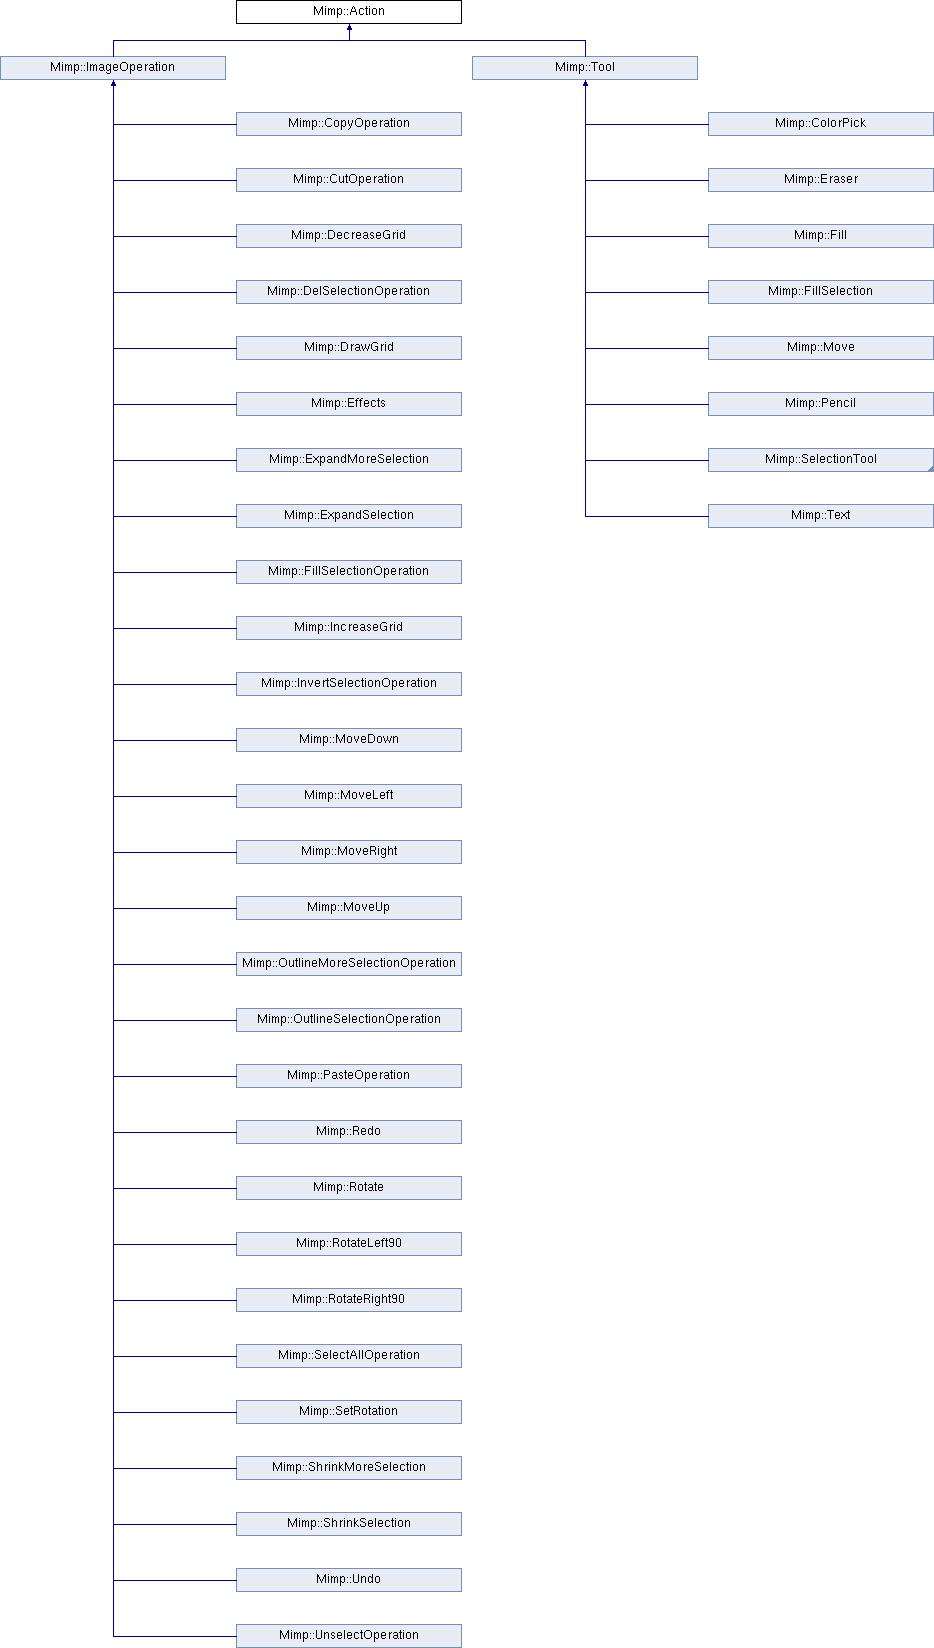 Mimp::Action
Mimp::ImageOperation
Mimp::Tool
Mimp::CopyOperation
Mimp::ColorPick
Mimp::CutOperation
Mimp::Eraser
Mimp::DecreaseGrid
Mimp::Fill
Mimp::DelSelectionOperation
Mimp::FillSelection
Mimp::DrawGrid
Mimp::Move
Mimp::Effects
Mimp::Pencil
Mimp::ExpandMoreSelection
Mimp::SelectionTool
Mimp::ExpandSelection
Mimp::Text
Mimp::FillSelectionOperation
Mimp::IncreaseGrid
Mimp::InvertSelectionOperation
Mimp::MoveDown
Mimp::MoveLeft
Mimp::MoveRight
Mimp::MoveUp
Mimp::OutlineMoreSelectionOperation
Mimp::OutlineSelectionOperation
Mimp::PasteOperation
Mimp::Redo
Mimp::Rotate
Mimp::RotateLeft90
Mimp::RotateRight90
Mimp::SelectAllOperation
Mimp::SetRotation
Mimp::ShrinkMoreSelection
Mimp::ShrinkSelection
Mimp::Undo
Mimp::UnselectOperation